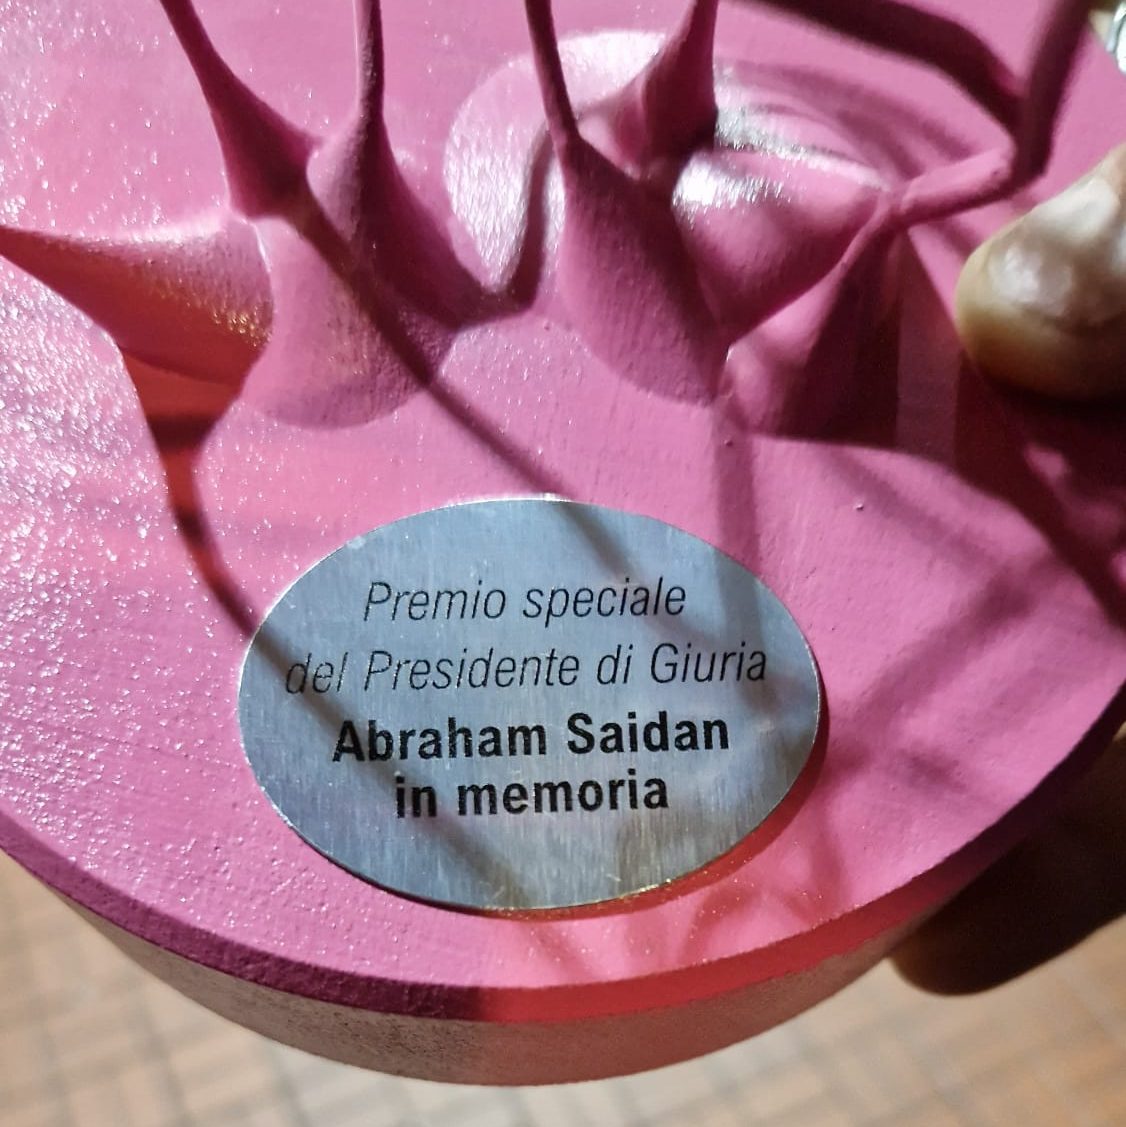 Premio speciale
del Presidente di Giuria
Abraham Saidan
in memoria